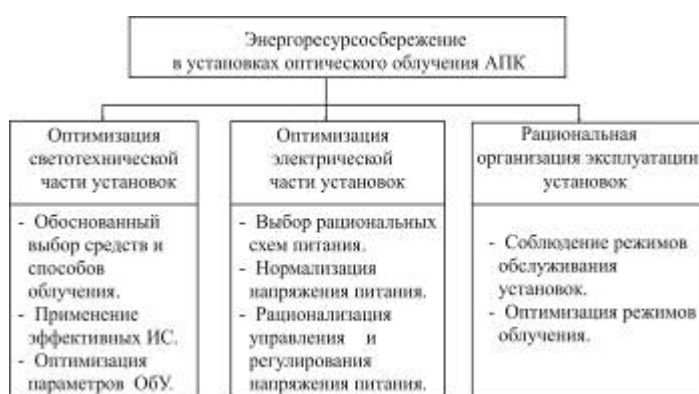 Энергоресурсосбережение
в установках оптического облучения АПК
Оптимизация
светотехнической
части установок
- Обоснованный
выбор средств и
способов
облучения.
- Применение
эффективных ИС.
- Оптимизация
параметров ОбУ.
Оптимизация
электрической
части установок
- Выбор рациональных
схем питания.
- Нормализация
напряжения питания.
- Рационализация
управления и
регулирования
напряжения питания.
Рациональная
организация эксплуатации
установок
- Соблюдение режимов
обслуживания
установок.
- Оптимизация режимов
облучения.